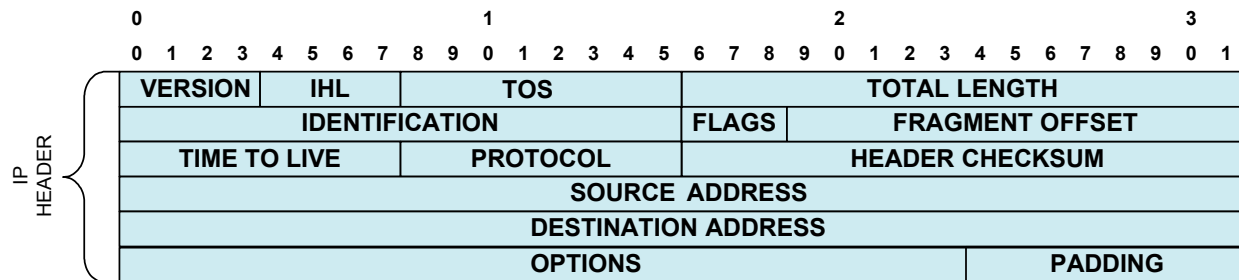 0 1 2 3
0 1 2 3 4 5 6 7 8 9 0 1 2 3 4 5 6 7 8 9 0 1 2 3 4 5 6 7 8 9 0 1
VERSION IHL TOS TOTAL LENGTH
IDENTIFICATION FLAGS FRAGMENT OFFSET
TIME TO LIVE PROTOCOL HEADER CHECKSUM
SOURCE ADDRESS
DESTINATION ADDRESS
OPTIONS PADDING
IP
HEADER